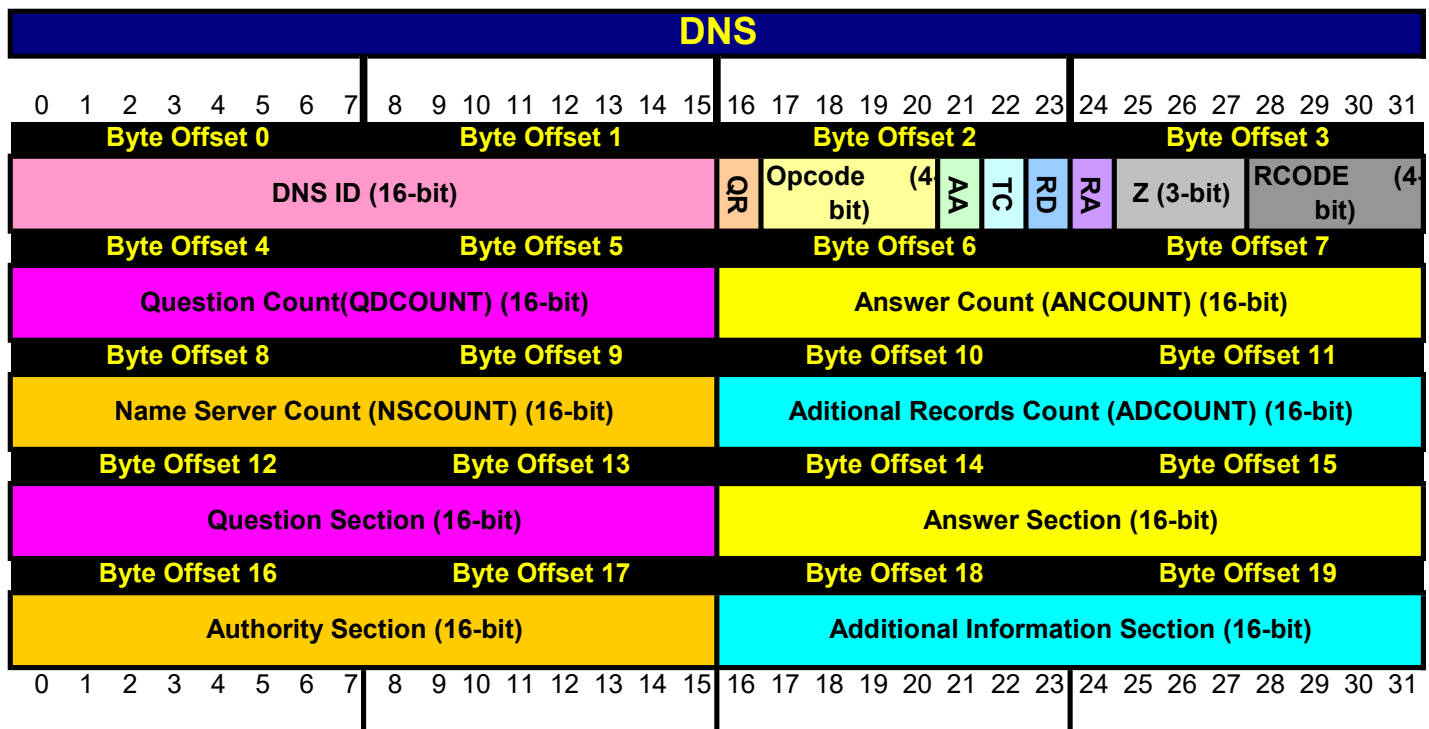 DNS
0 1 2 3 4 5 6 7 8 9 10 11 12 13 14 15 16 17 18 19 20 21 22 23 24 25 26 27 28 29 30 31
Byte Offset 0 Byte Offset 1 Byte Offset 2 Byte Offset 3
DNS ID (16-bit) QR Opcode (4-bit) AA TC RD RA Z (3-bit) RCODE (4-bit)
Byte Offset 4 Byte Offset 5 Byte Offset 6 Byte Offset 7
Question Count(QDCOUNT) (16-bit) Answer Count (ANCOUNT) (16-bit)
Byte Offset 8 Byte Offset 9 Byte Offset 10 Byte Offset 11
Name Server Count (NSCOUNT) (16-bit) Aditional Records Count (ADCOUNT) (16-bit)
Byte Offset 12 Byte Offset 13 Byte Offset 14 Byte Offset 15
Question Section (16-bit) Answer Section (16-bit)
Byte Offset 16 Byte Offset 17 Byte Offset 18 Byte Offset 19
Authority Section (16-bit) Additional Information Section (16-bit)
0 1 2 3 4 5 6 7 8 9 10 11 12 13 14 15 16 17 18 19 20 21 22 23 24 25 26 27 28 29 30 31